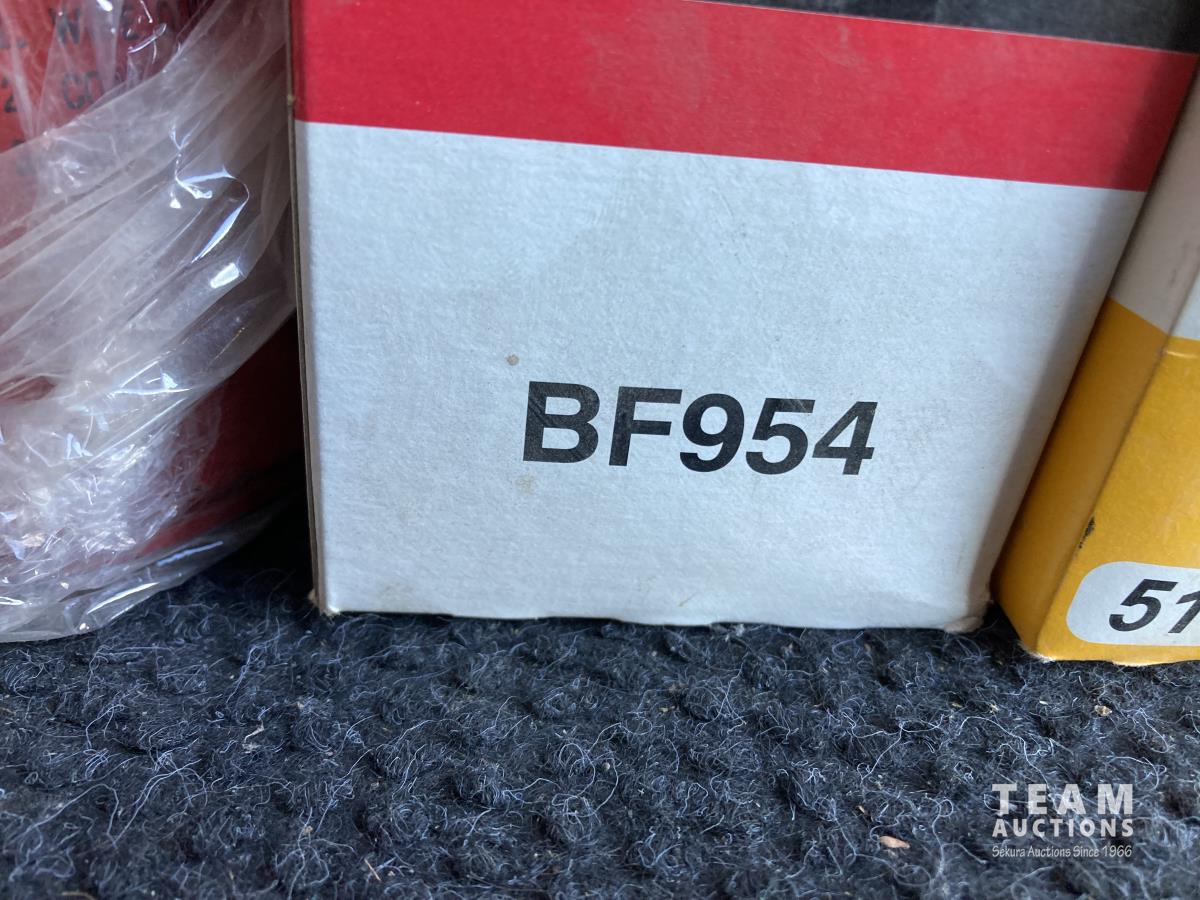 BF954
51
TEAM
AUCTIONS
Sekura Auctions Since 1966